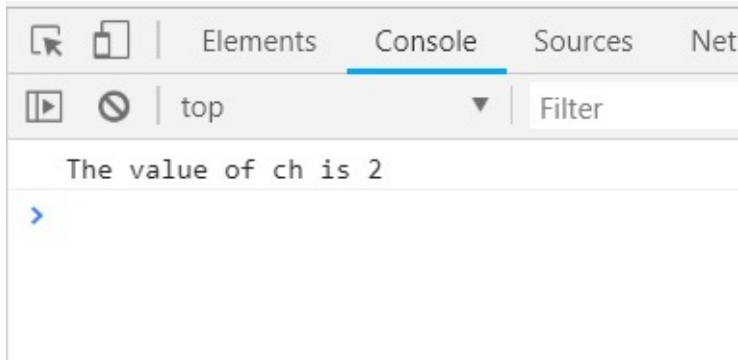 Elements Console Sources Net
top Filter
The value of ch is 2